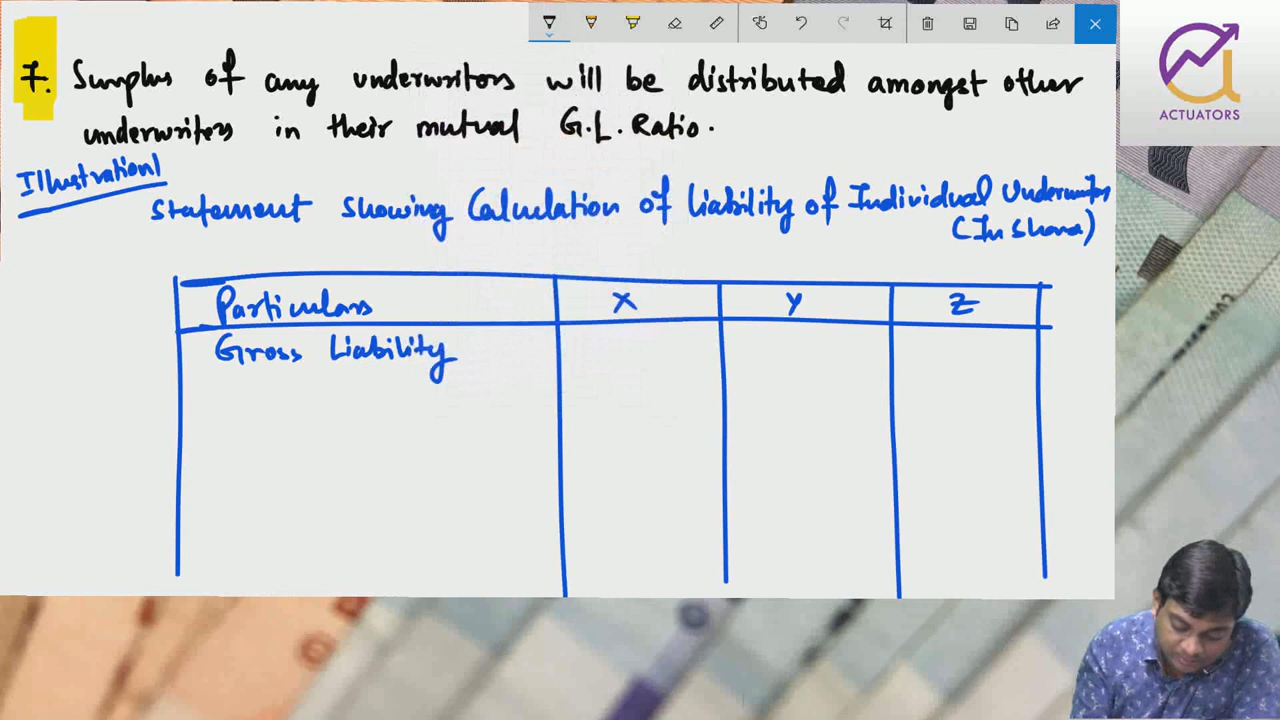 7. Surplus of any underwriters will be distributed amongst other
underwriters in their mutual G.L. Ratio.
Illustration1
Statement showing Calculation of liability of Individual Underwriters
(In Shares)
Particulars X Y Z
Gross Liability
ACTUATORS